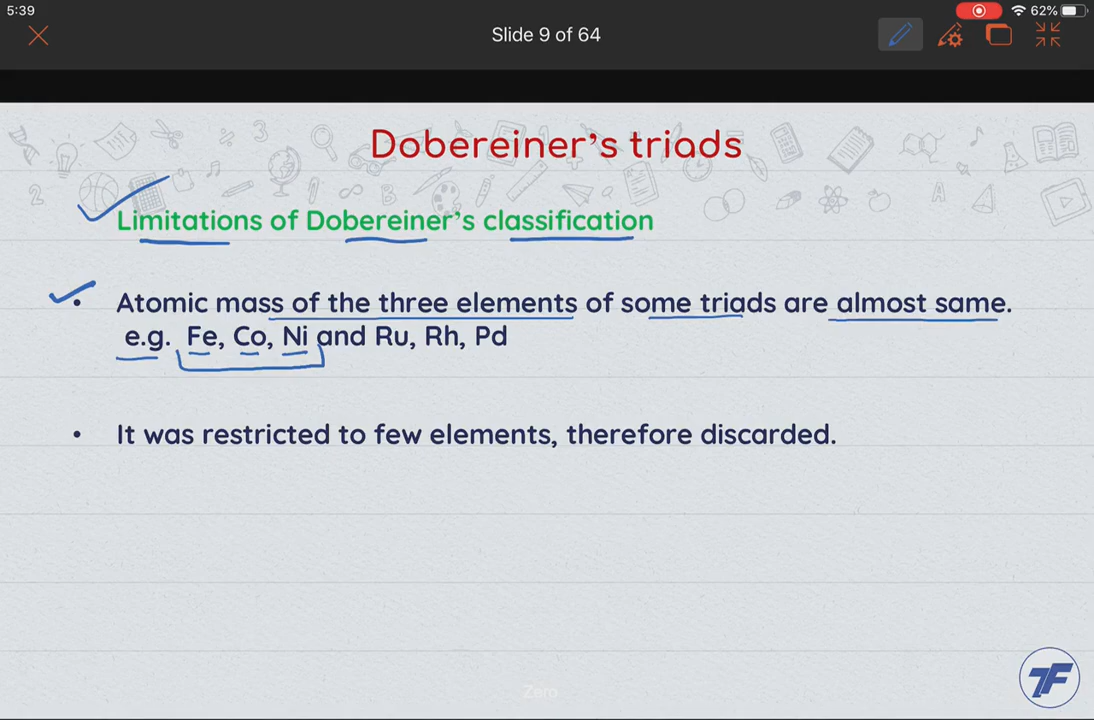 5:39
62%
Slide 9 of 64
Dobereiner's triads
Limitations of Dobereiner's classification
• Atomic mass of the three elements of some triads are almost same.
e.g. Fe, Co, Ni and Ru, Rh, Pd
• It was restricted to few elements, therefore discarded.
Zero
TF